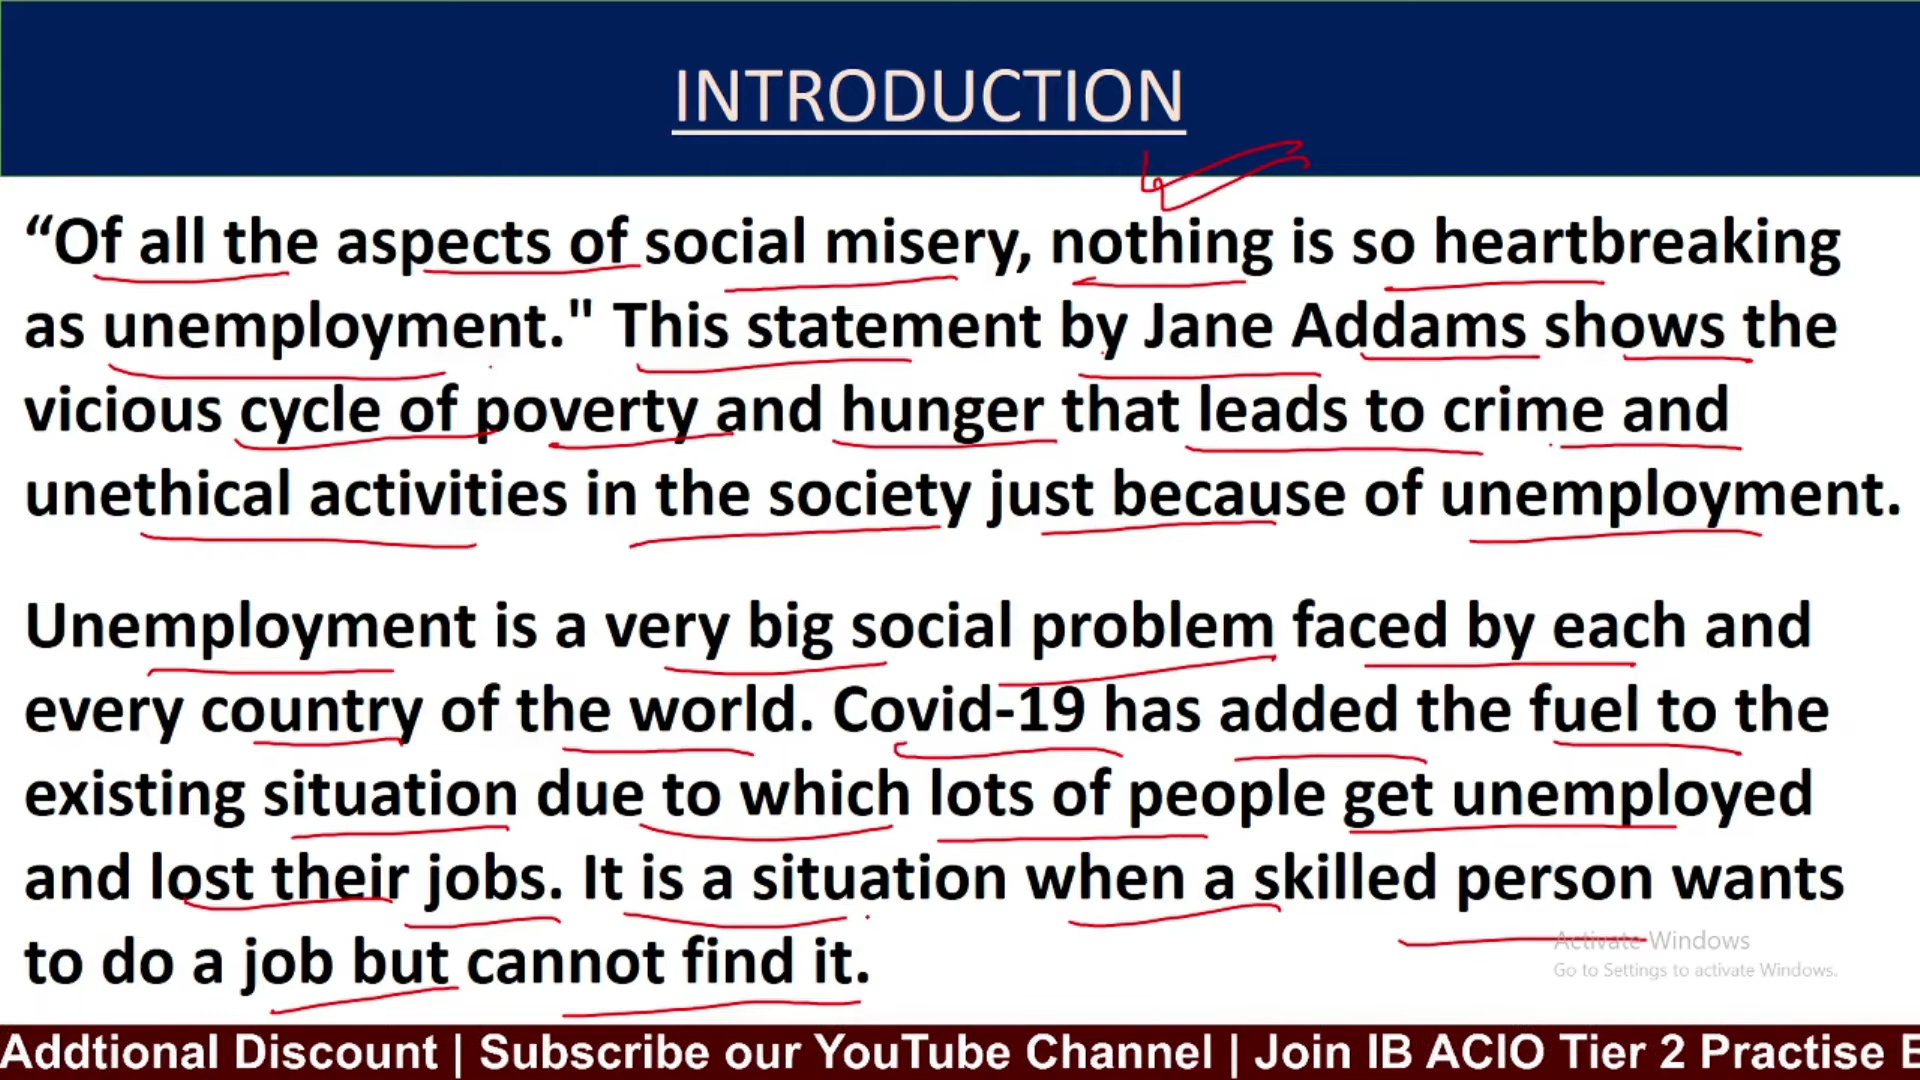 INTRODUCTION
“Of all the aspects of social misery, nothing is so heartbreaking
as unemployment." This statement by Jane Addams shows the
vicious cycle of poverty and hunger that leads to crime and
unethical activities in the society just because of unemployment.
Unemployment is a very big social problem faced by each and
every country of the world. Covid-19 has added the fuel to the
existing situation due to which lots of people get unemployed
and lost their jobs. It is a situation when a skilled person wants
to do a job but cannot find it.
Activate Windows
Go to Settings to activate Windows.
Addtional Discount | Subscribe our YouTube Channel | Join IB ACIO Tier 2 Practise E